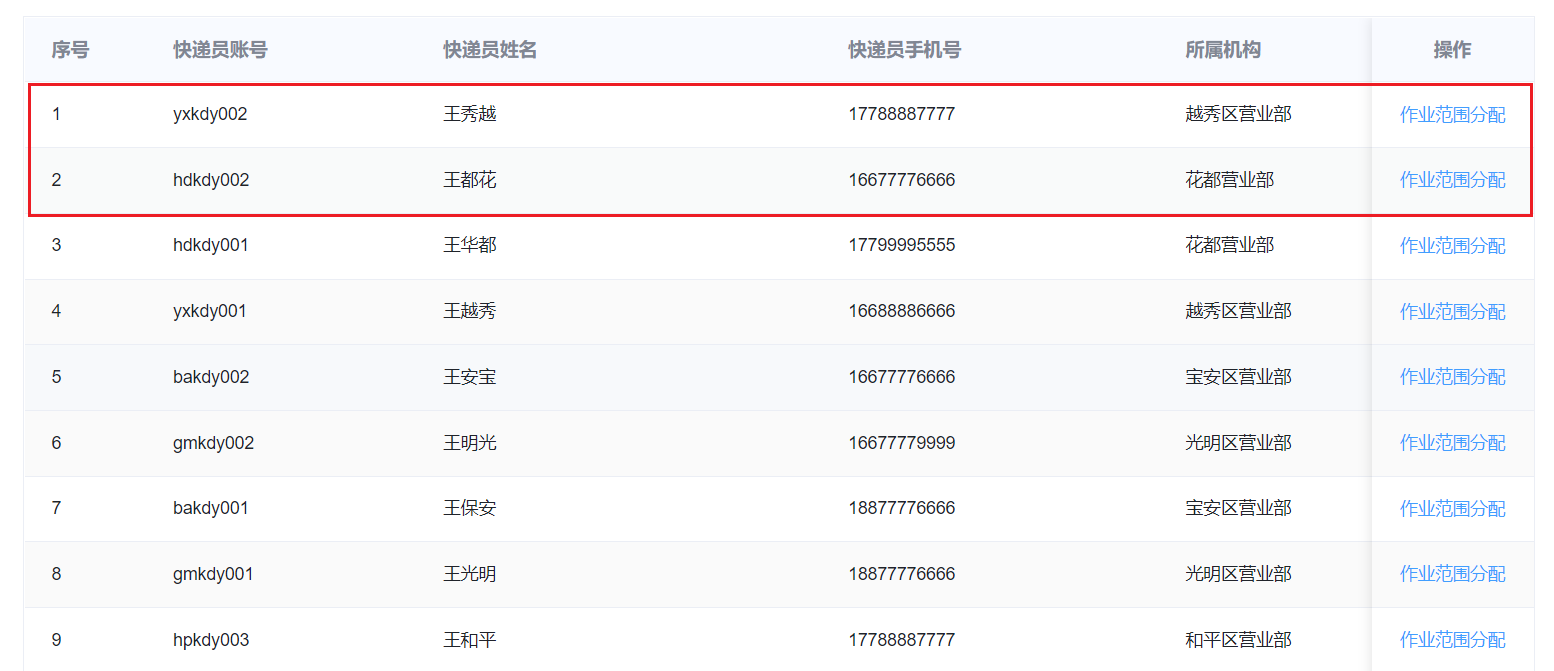 序号 快递员账号 快递员姓名 快递员手机号 所属机构 操作
1 yxkdy002 王秀越 17788887777 越秀区营业部 作业范围分配
2 hdkdy002 王都花 16677776666 花都营业部 作业范围分配
3 hdkdy001 王华都 17799995555 花都营业部 作业范围分配
4 yxkdy001 王越秀 16688886666 越秀区营业部 作业范围分配
5 bakdy002 王安宝 16677776666 宝安区营业部 作业范围分配
6 gmkdy002 王明光 16677779999 光明区营业部 作业范围分配
7 bakdy001 王保安 18877776666 宝安区营业部 作业范围分配
8 gmkdy001 王光明 18877776666 光明区营业部 作业范围分配
9 hpkdy003 王和平 17788887777 和平区营业部 作业范围分配